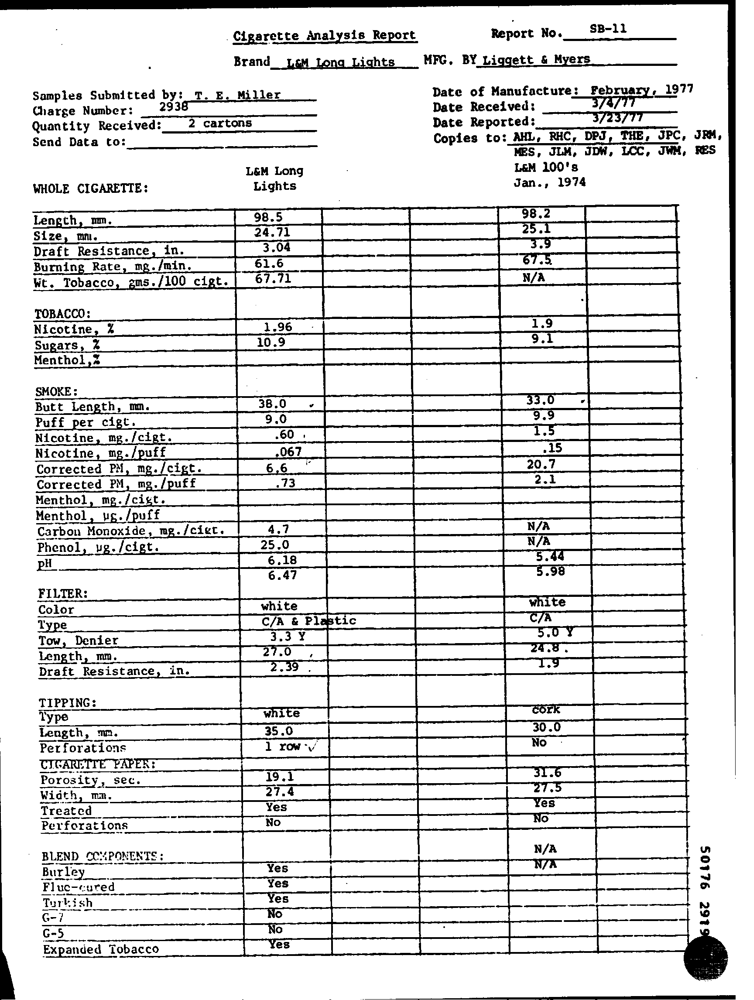 Cigarette Analysis Report Report No. SB-11
Brand L&M Long Lights MFG. BY Liggett & Myers
Samples Submitted by: T. E. Miller Date of Manufacture: February, 1977
Charge Number: 2938 Date Received: 3/4/77
Quantity Received: 2 cartons Date Reported: 3/23/77
Send Data to: Copies to: AHL, RHC, DPJ, THE, JPC, JRM,
MES, JLM, JDW, LCC, JWM, RES
L&M Long L&M 100's
WHOLE CIGARETTE: Lights Jan., 1974
Length, mm. 98.5 98.2
Size, mm. 24.71 25.1
Draft Resistance, in. 3.04 3.9
Burning Rate, mg./min. 61.6 67.5
Wt. Tobacco, gms./100 cigt. 67.71 N/A
TOBACCO:
Nicotine, % 1.96 1.9
Sugars, % 10.9 9.1
Menthol,%
SMOKE:
Butt Length, mm. 38.0 33.0
Puff per cigt. 9.0 9.9
Nicotine, mg./cigt. .60 1.5
Nicotine, mg./puff .067 .15
Corrected PM, mg./cigt. 6.6 20.7
Corrected PM, mg./puff .73 2.1
Menthol, mg./cigt.
Menthol, µg./puff
Carbon Monoxide, mg./cigt. 4.7 N/A
Phenol, µg./cigt. 25.0 N/A
pH 6.18 5.44
6.47 5.98
FILTER:
Color white white
Type C/A & Plastic C/A
Tow, Denier 3.3 Y 5.0 Y
Length, mm. 27.0 24.8
Draft Resistance, in. 2.39 1.9
TIPPING:
Type white cork
Length, mm. 35.0 30.0
Perforations 1 row √ No
CIGARETTE PAPER:
Porosity, sec. 19.1 31.6
Width, mm. 27.4 27.5
Treated Yes Yes
Perforations No No
BLEND COMPONENTS: N/A
Burley Yes N/A
Flue-cured Yes
Turkish Yes
G-7 No
G-5 No
Expanded Tobacco Yes
50176 2919